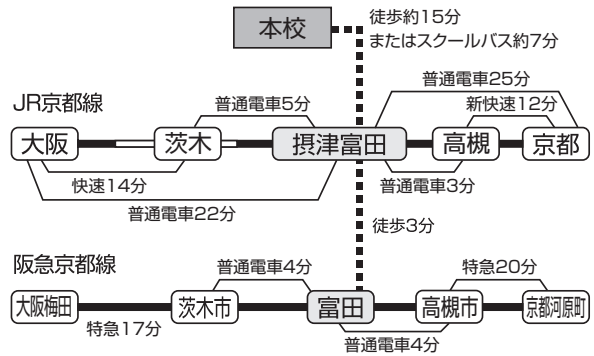 本校
徒歩約15分
またはスクールバス約7分
JR京都線
普通電車25分
普通電車5分
新快速12分
大阪
茨木
摂津富田
高槻
京都
快速14分
普通電車3分
普通電車22分
徒歩3分
阪急京都線
普通電車4分
特急20分
大阪梅田
茨木市
富田
高槻市
京都河原町
特急17分
普通電車4分